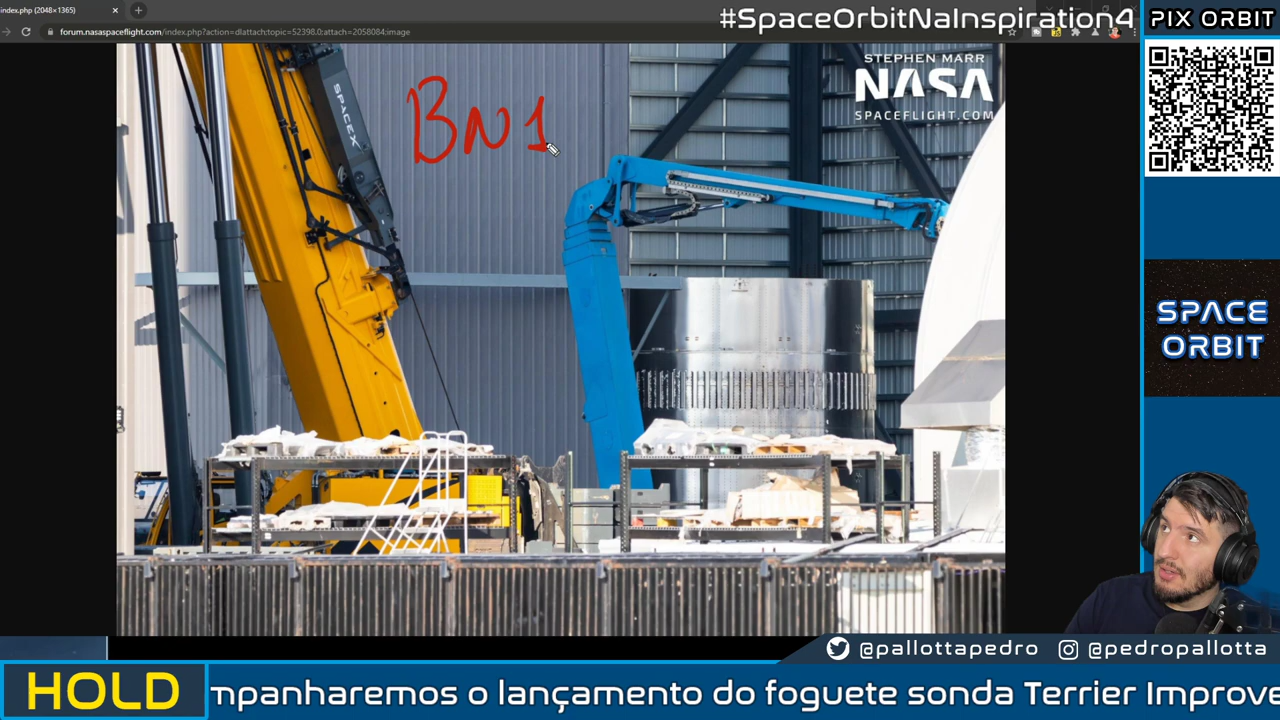 index.php (2048×1365)
forum.nasaspaceflight.com/index.php?action=dlattach;topic=52398.0;attach=2058084;image
#SpaceOrbitNaInspiration4
PIX ORBIT
STEPHEN MARR
NASA
SPACEFLIGHT.COM
SPACEX
BN1
SPACE
ORBIT
@pallottapedro
@pedropallotta
HOLD
mpanharemos o lançamento do foguete sonda Terrier Improve